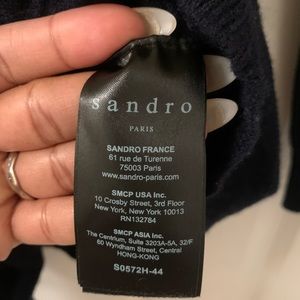 sandro
PARIS
SANDRO FRANCE
61 rue de Turenne
75003 Paris
www.sandro-paris.com
SMCP USA Inc.
10 Crosby Street, 3rd Floor
New York, New York 10013
RN132784
SMCP ASIA Inc.
The Centrium, Suite 3203A-5A, 32/F
60 Wyndham Street, Central
HONG-KONG
S0572H-44